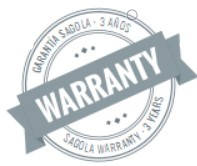 GARANTÍA SAGOLA · 3 AÑOS
WARRANTY
SAGOLA WARRANTY · 3 YEARS